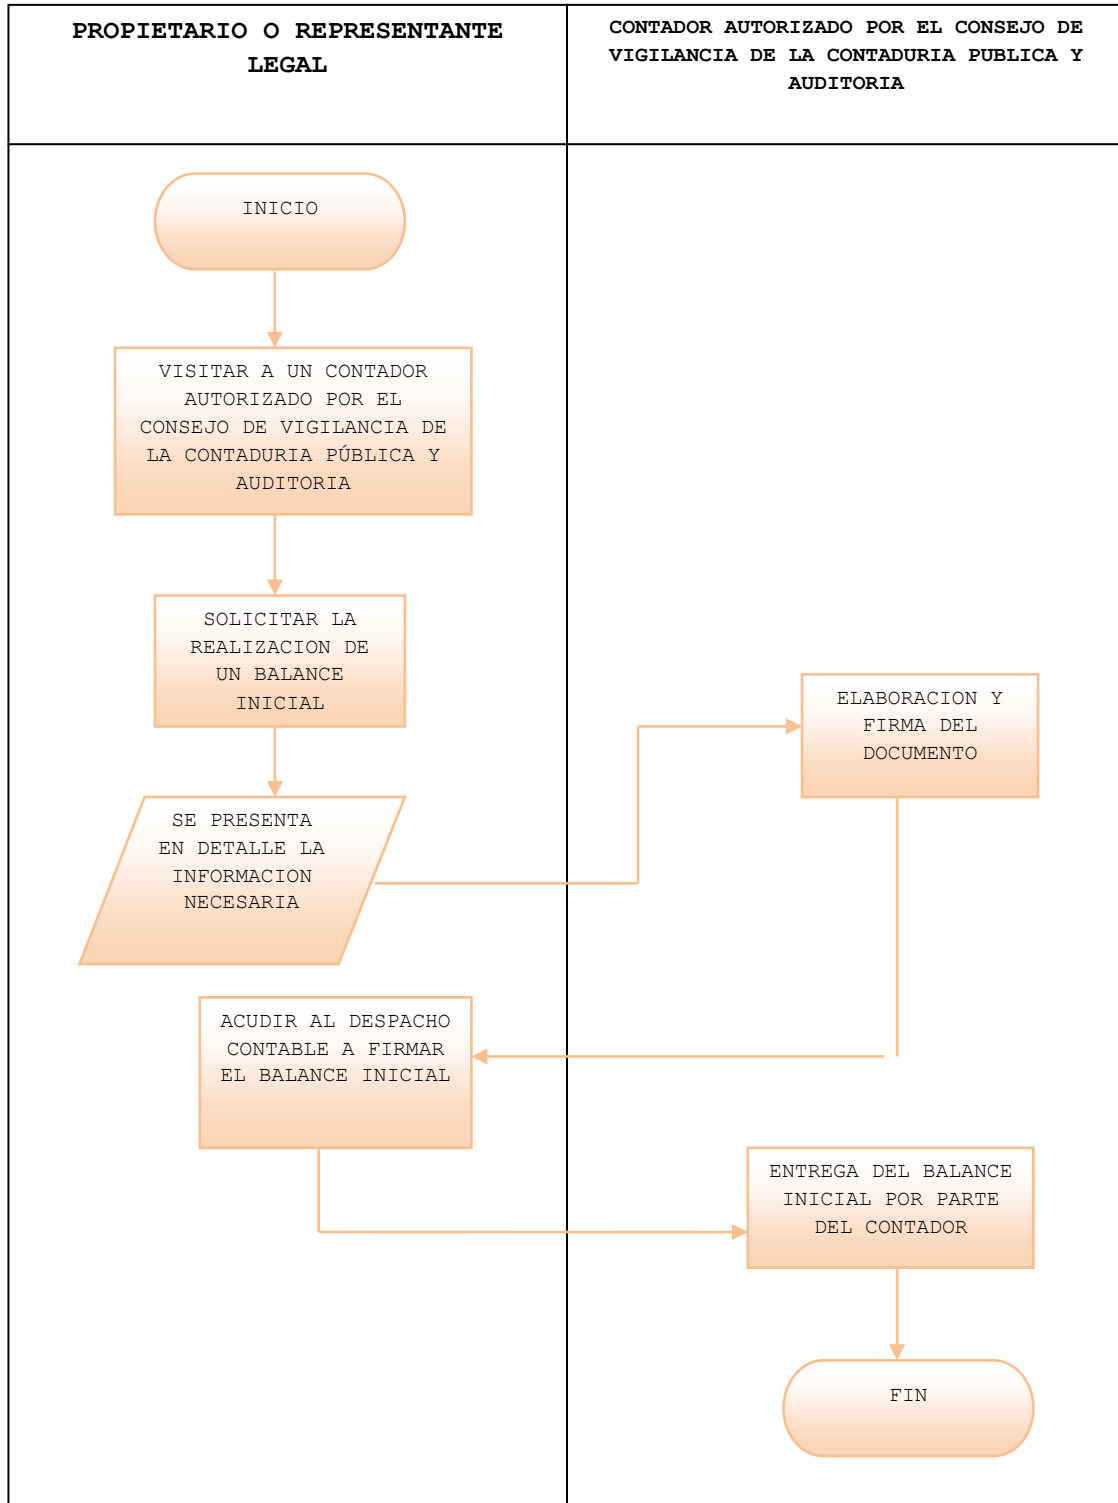 PROPIETARIO O REPRESENTANTE
LEGAL
CONTADOR AUTORIZADO POR EL CONSEJO DE
VIGILANCIA DE LA CONTADURIA PUBLICA Y
AUDITORIA
INICIO
VISITAR A UN CONTADOR
AUTORIZADO POR EL
CONSEJO DE VIGILANCIA DE
LA CONTADURIA PÚBLICA Y
AUDITORIA
SOLICITAR LA
REALIZACION DE
UN BALANCE
INICIAL
SE PRESENTA
EN DETALLE LA
INFORMACION
NECESARIA
ELABORACION Y
FIRMA DEL
DOCUMENTO
ACUDIR AL DESPACHO
CONTABLE A FIRMAR
EL BALANCE INICIAL
ENTREGA DEL BALANCE
INICIAL POR PARTE
DEL CONTADOR
FIN